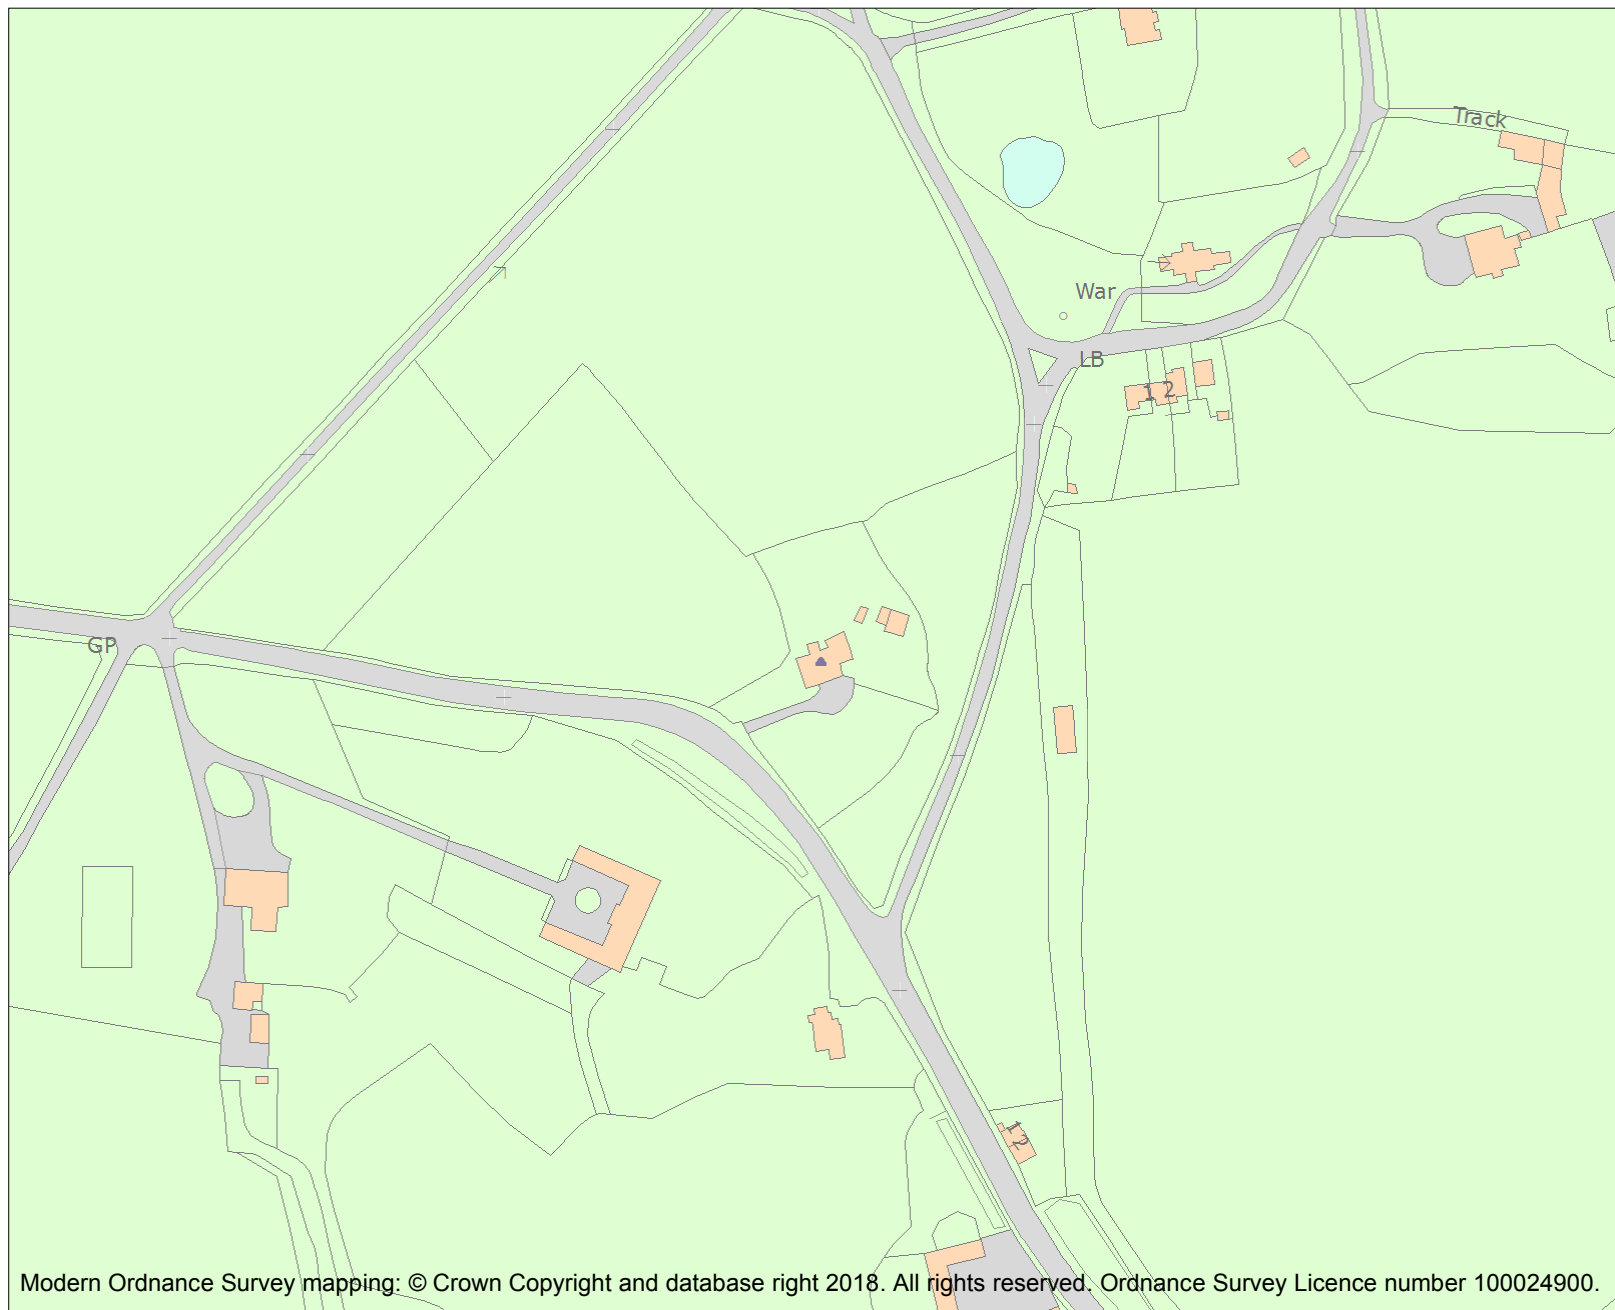 Track
War
LB
1 2
GP
1
2
Modern Ordnance Survey mapping: © Crown Copyright and database right 2018. All rights reserved. Ordnance Survey Licence number 100024900.